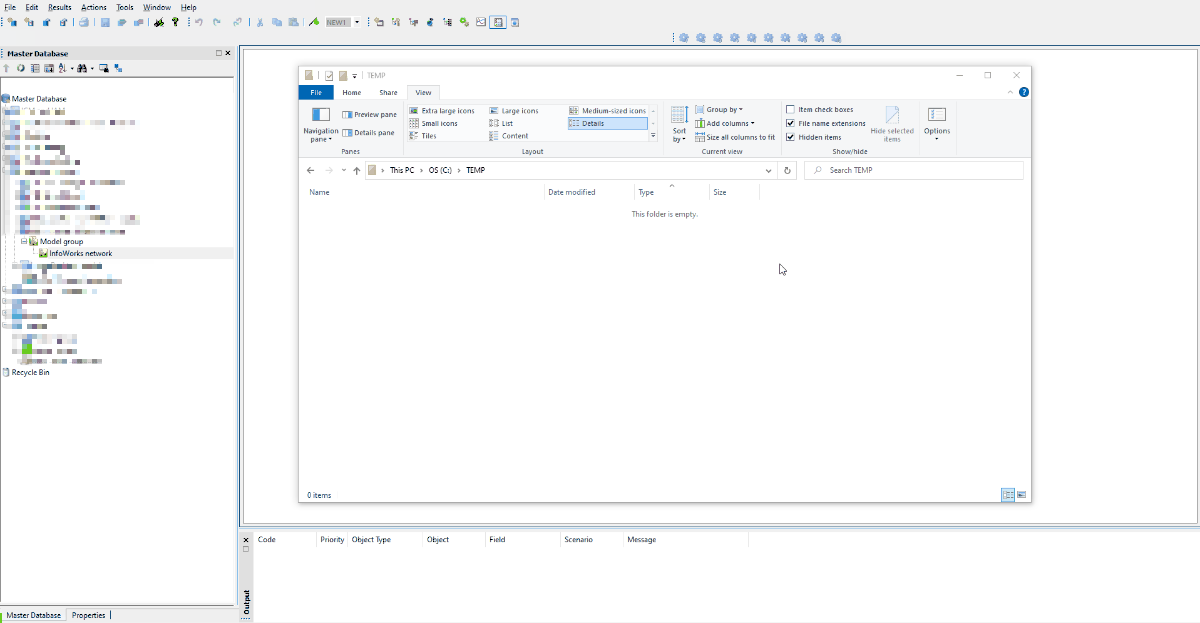 File Edit Results Actions Tools Window Help
NEW1
Master Database
TEMP
File Home Share View
Navigation pane
Preview pane
Details pane
Panes
Extra large icons Large icons Medium-sized icons
Small icons List Details
Tiles Content
Layout
Sort by
Group by
Add columns
Size all columns to fit
Current view
Item check boxes
File name extensions
Hidden items
Hide selected items
Show/hide
Options
This PC > OS (C:) > TEMP
Search TEMP
Name Date modified Type Size
This folder is empty.
0 items
Master Database
Model group
InfoWorks network
Recycle Bin
Code Priority Object Type Object Field Scenario Message
Output
Master Database Properties